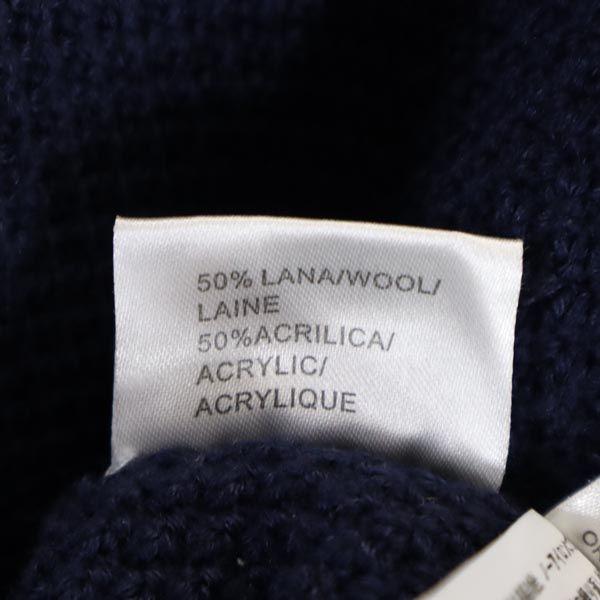 50% LANA/WOOL/
LAINE
50%ACRILICA/
ACRYLIC/
ACRYLIQUE